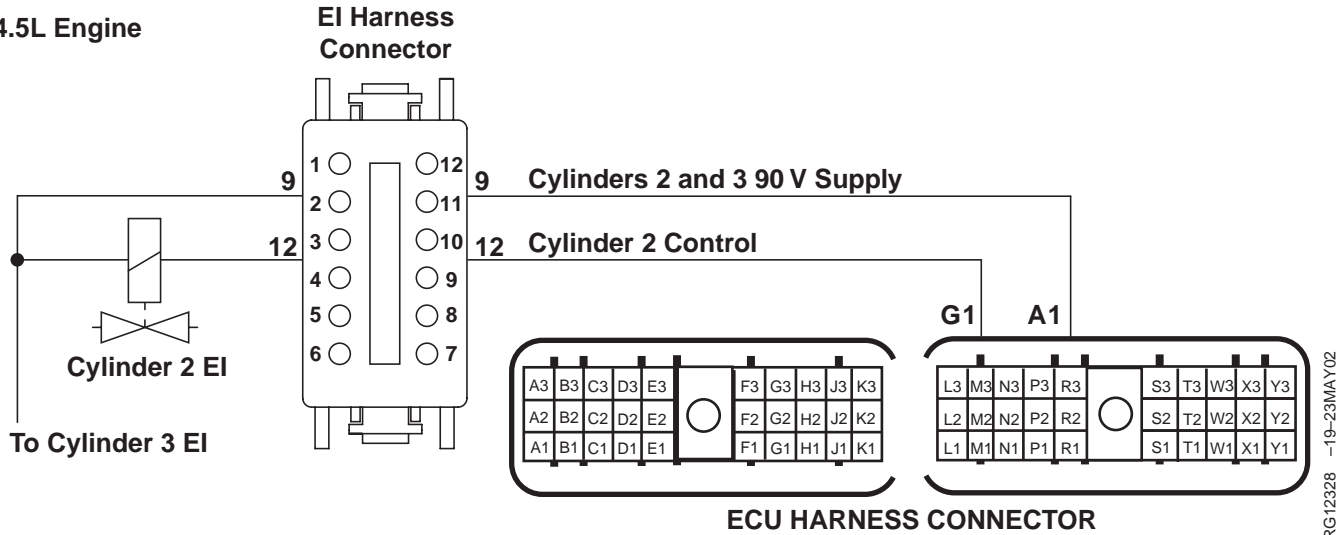 4.5L Engine
EI Harness
Connector
1 12
2 11
3 10
4 9
5 8
6 7
9
12
9 Cylinders 2 and 3 90 V Supply
12 Cylinder 2 Control
Cylinder 2 EI
To Cylinder 3 EI
G1 A1
A3 B3 C3 D3 E3 F3 G3 H3 J3 K3
A2 B2 C2 D2 E2 F2 G2 H2 J2 K2
A1 B1 C1 D1 E1 F1 G1 H1 J1 K1
L3 M3 N3 P3 R3 S3 T3 W3 X3 Y3
L2 M2 N2 P2 R2 S2 T2 W2 X2 Y2
L1 M1 N1 P1 R1 S1 T1 W1 X1 Y1
ECU HARNESS CONNECTOR
RG12328 –19–23MAY02